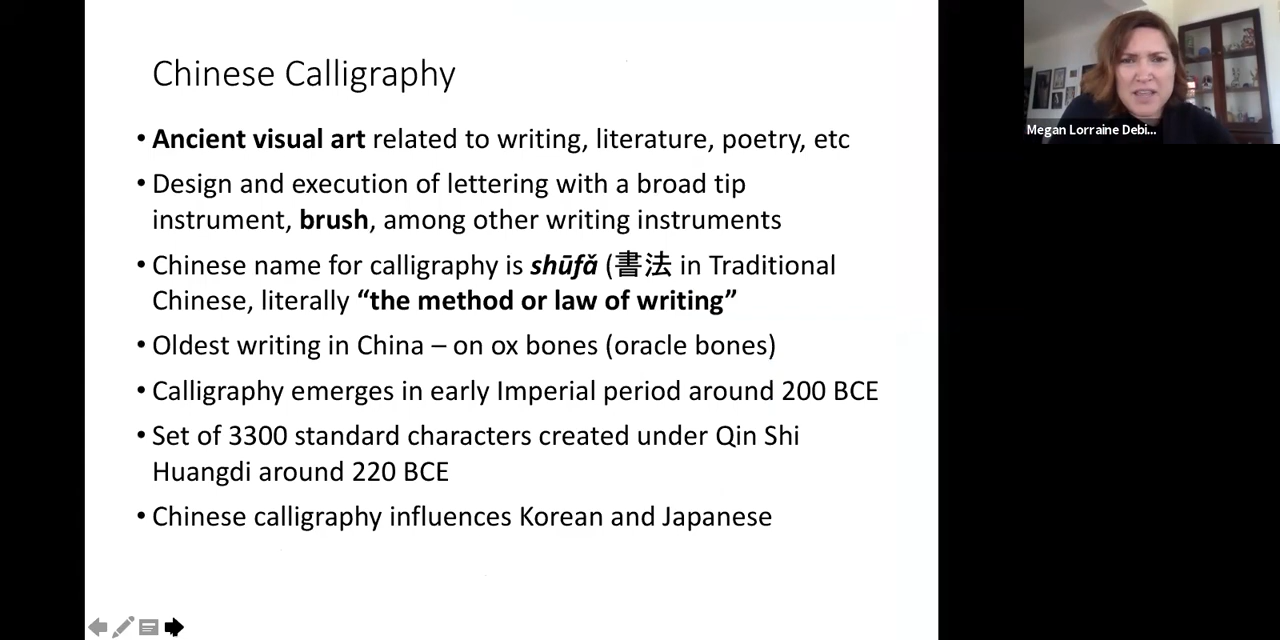 Chinese Calligraphy
• Ancient visual art related to writing, literature, poetry, etc
• Design and execution of lettering with a broad tip
instrument, brush, among other writing instruments
• Chinese name for calligraphy is shūfǎ (書法 in Traditional
Chinese, literally “the method or law of writing”
• Oldest writing in China – on ox bones (oracle bones)
• Calligraphy emerges in early Imperial period around 200 BCE
• Set of 3300 standard characters created under Qin Shi
Huangdi around 220 BCE
• Chinese calligraphy influences Korean and Japanese
Megan Lorraine Debi...